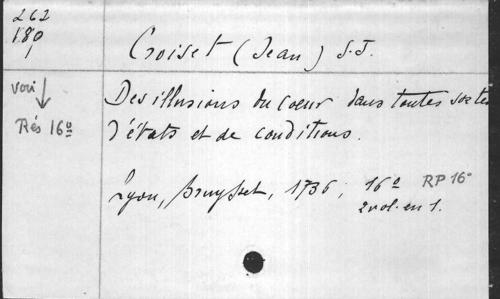 262
180
1
Croiset (Jean) S.J.
voir ↓
Rés 16º
Des illusions du cœur dans toutes sortes
d'états et de conditions.
Lyon, Bruyset, 1736; 16º RP 16º
2 vol. en 1.